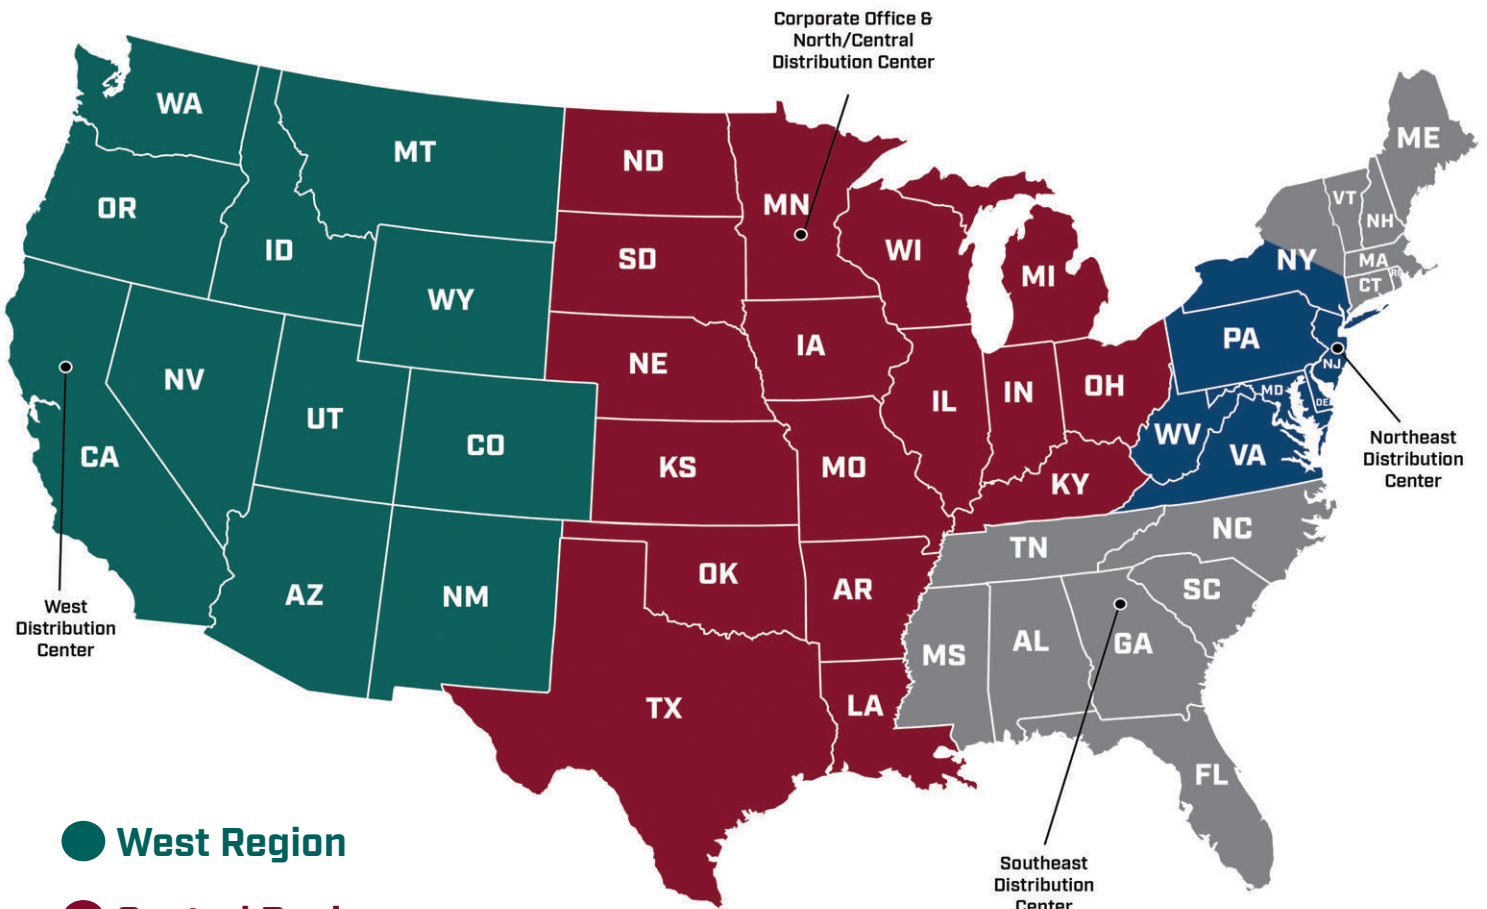 Corporate Office &
North/Central
Distribution Center
WA
MT
ND
MN
ME
OR
ID
SD
WI
MI
VT
NH
NY
MA
CT
RI
WY
NE
IA
PA
NJ
NV
UT
CO
IL
IN
OH
MD
DE
CA
KS
MO
KY
WV
VA
Northeast
Distribution
Center
AZ
NM
OK
AR
TN
NC
SC
West
Distribution
Center
TX
LA
MS
AL
GA
FL
West Region
Southeast
Distribution
Center